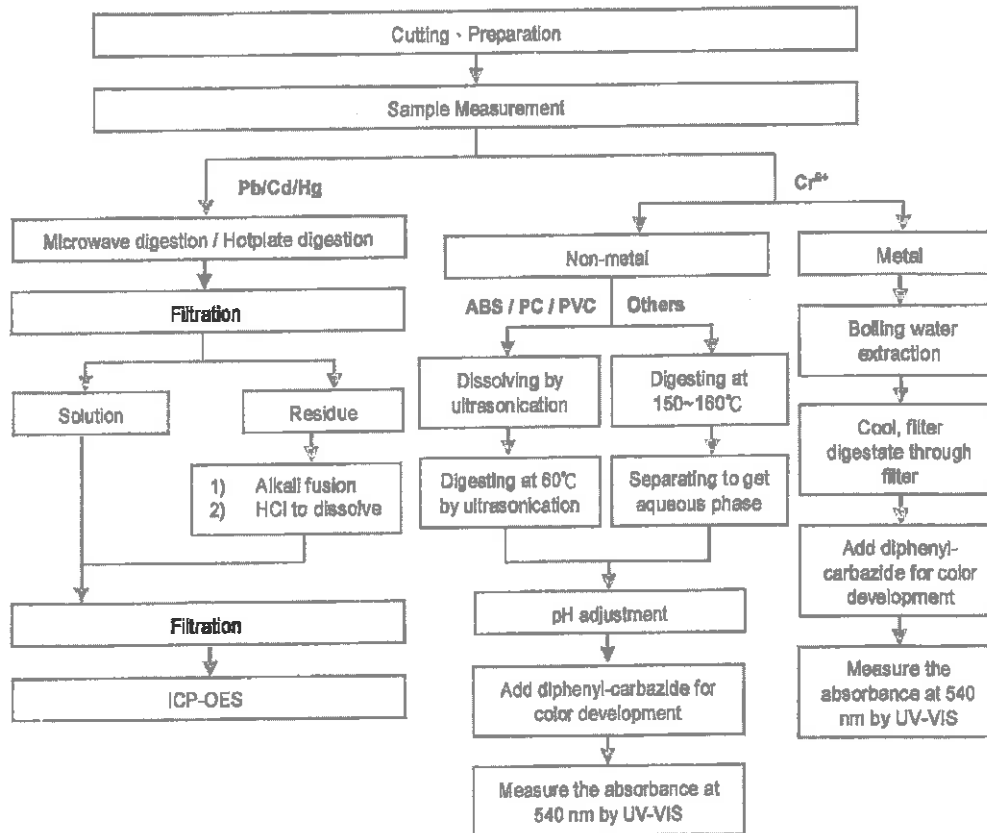 Cutting、Preparation
Sample Measurement
Pb/Cd/Hg
Cr⁶⁺
Microwave digestion / Hotplate digestion
Non-metal
Metal
Filtration
ABS / PC / PVC
Others
Boiling water
extraction
Solution
Residue
Dissolving by
ultrasonication
Digesting at
150~160℃
Cool, filter
digestate through
filter
1) Alkali fusion
2) HCl to dissolve
Digesting at 60℃
by ultrasonication
Separating to get
aqueous phase
Add diphenyl-
carbazide for color
development
Filtration
pH adjustment
ICP-OES
Add diphenyl-carbazide for
color development
Measure the
absorbance at 540
nm by UV-VIS
Measure the absorbance at
540 nm by UV-VIS